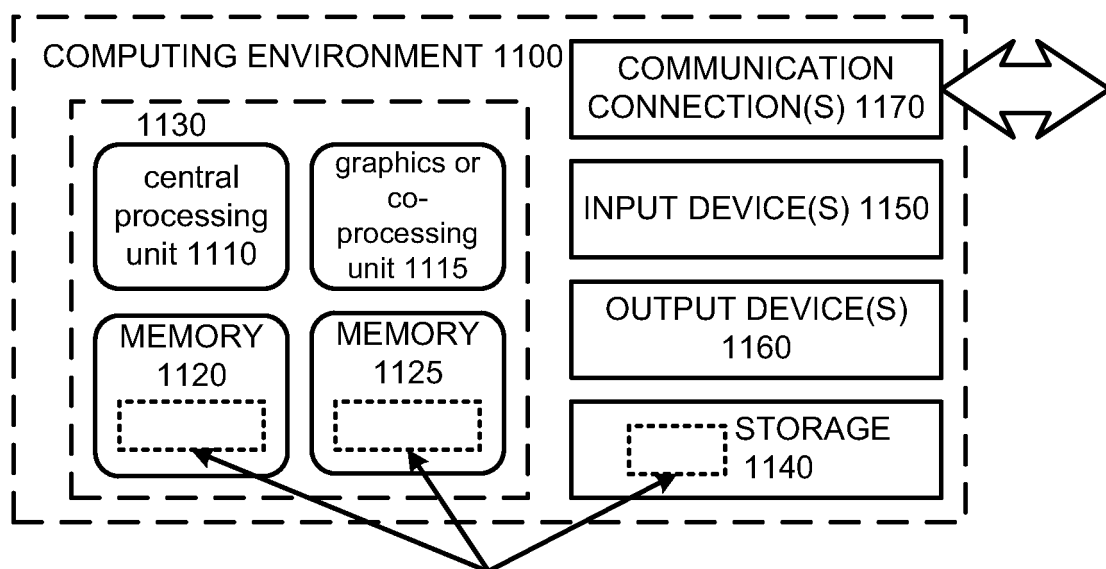 COMPUTING ENVIRONMENT 1100
1130
central
processing
unit 1110
graphics or
co-
processing
unit 1115
MEMORY
1120
MEMORY
1125
COMMUNICATION
CONNECTION(S) 1170
INPUT DEVICE(S) 1150
OUTPUT DEVICE(S)
1160
STORAGE
1140